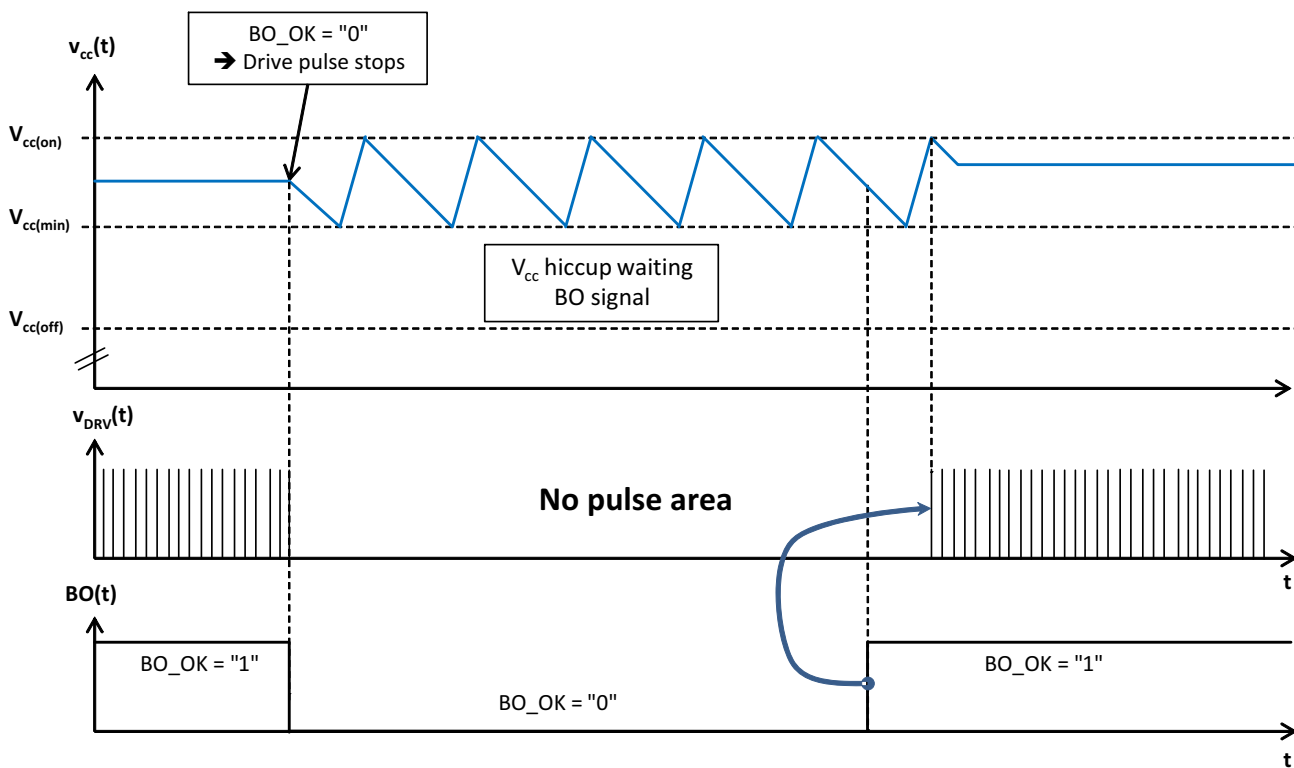 BO_OK = "0"
➔ Drive pulse stops
vcc(t)
Vcc(on)
Vcc(min)
Vcc hiccup waiting
BO signal
Vcc(off)
vDRV(t)
No pulse area
t
BO(t)
BO_OK = "1"
BO_OK = "1"
BO_OK = "0"
t